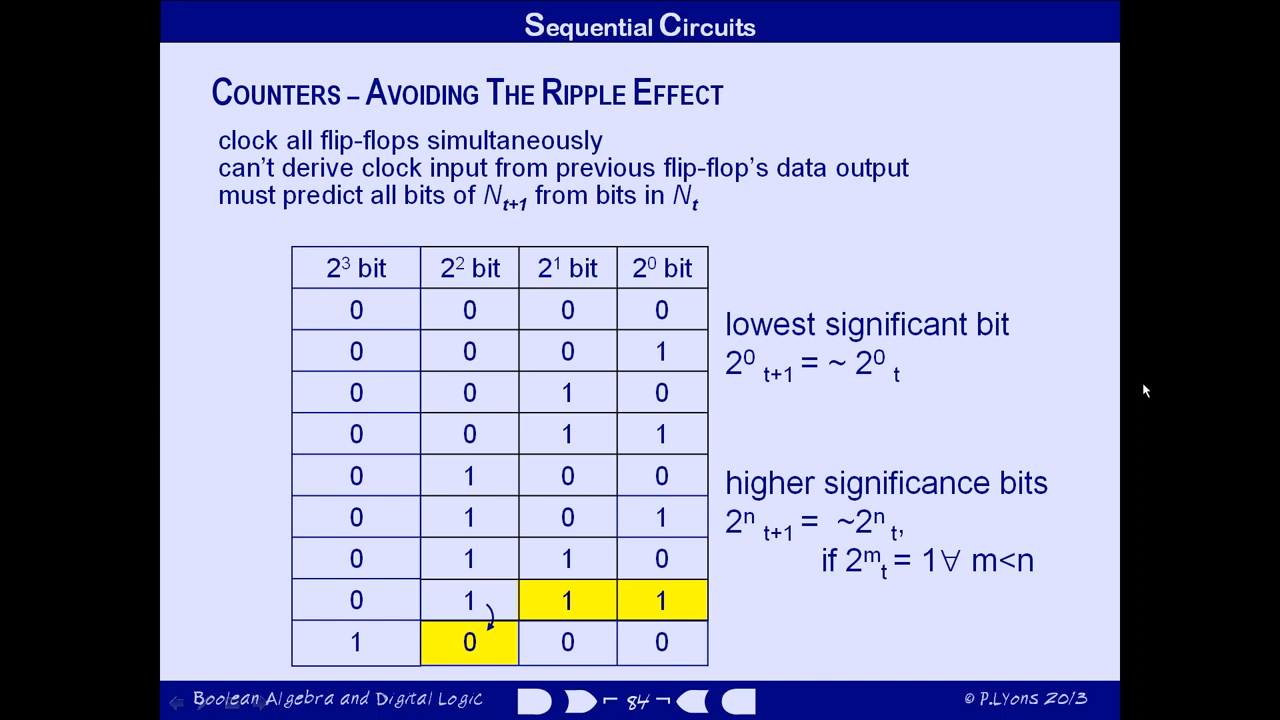 Sequential Circuits
COUNTERS – AVOIDING THE RIPPLE EFFECT
clock all flip-flops simultaneously
can't derive clock input from previous flip-flop's data output
must predict all bits of Nₜ₊₁ from bits in Nₜ
2³ bit 2² bit 2¹ bit 2⁰ bit
0 0 0 0
0 0 0 1
0 0 1 0
0 0 1 1
0 1 0 0
0 1 0 1
0 1 1 0
0 1 1 1
1 0 0 0
lowest significant bit
2⁰ ₜ₊₁ = ~ 2⁰ ₜ
higher significance bits
2ⁿ ₜ₊₁ = ~2ⁿ ₜ,
if 2ᵐₜ = 1∀ m<n
Boolean Algebra and Digital Logic
84
© P.LYons 2013